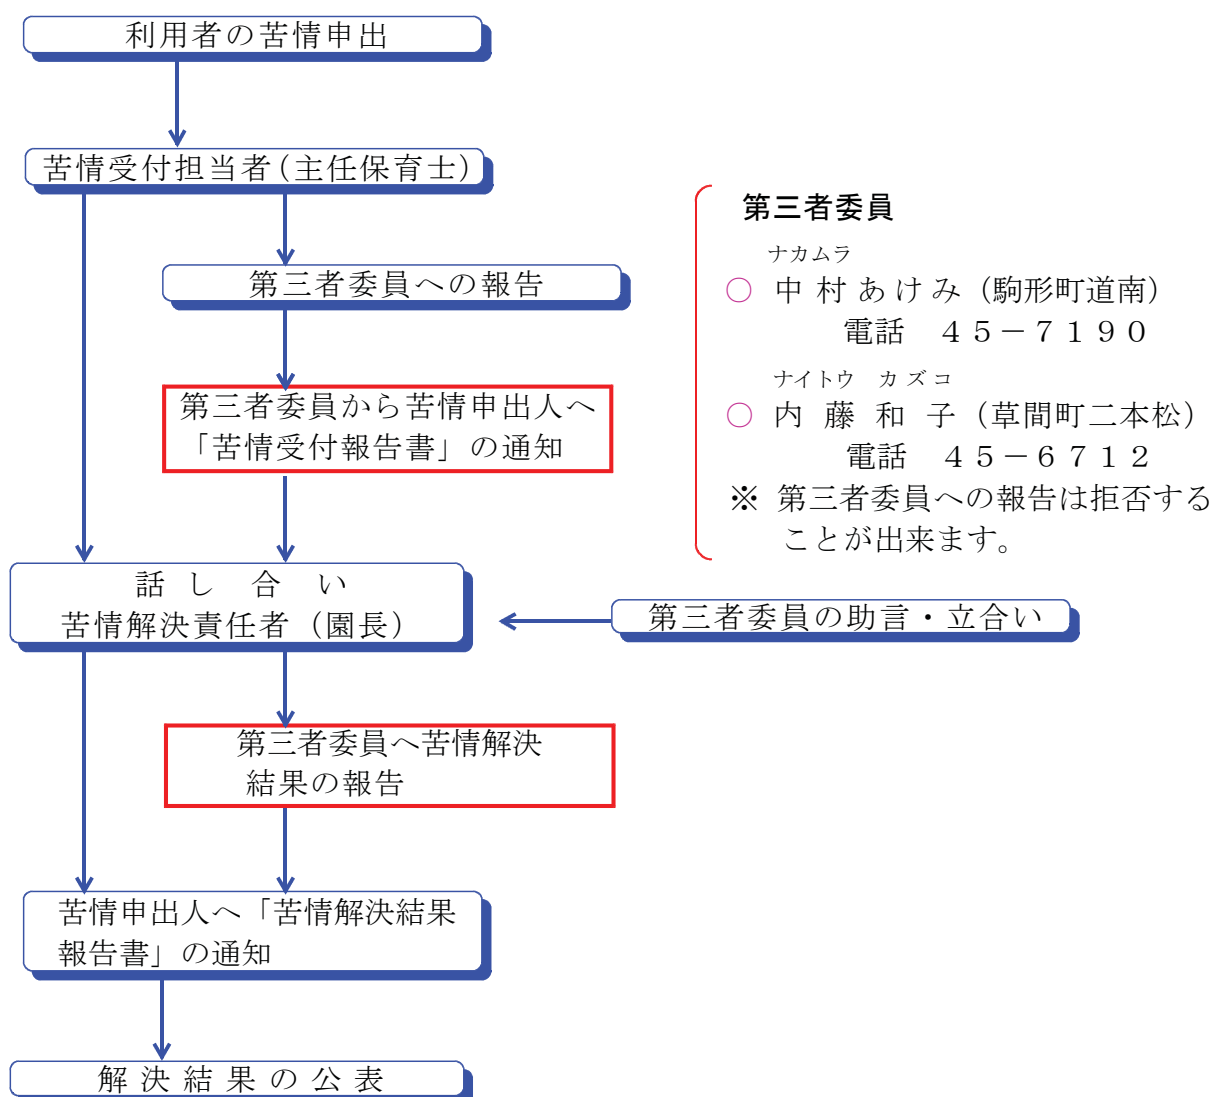 利用者の苦情申出
苦情受付担当者(主任保育士)
第三者委員への報告
第三者委員から苦情申出人へ
「苦情受付報告書」の通知
話し合い
苦情解決責任者（園長）
第三者委員の助言・立合い
第三者委員へ苦情解決
結果の報告
苦情申出人へ「苦情解決結果
報告書」の通知
解決結果の公表
第三者委員
ナカムラ
○ 中村あけみ（駒形町道南）
電話　４５－７１９０
ナイトウ カズコ
○ 内藤和子（草間町二本松）
電話　４５－６７１２
※ 第三者委員への報告は拒否する
ことが出来ます。